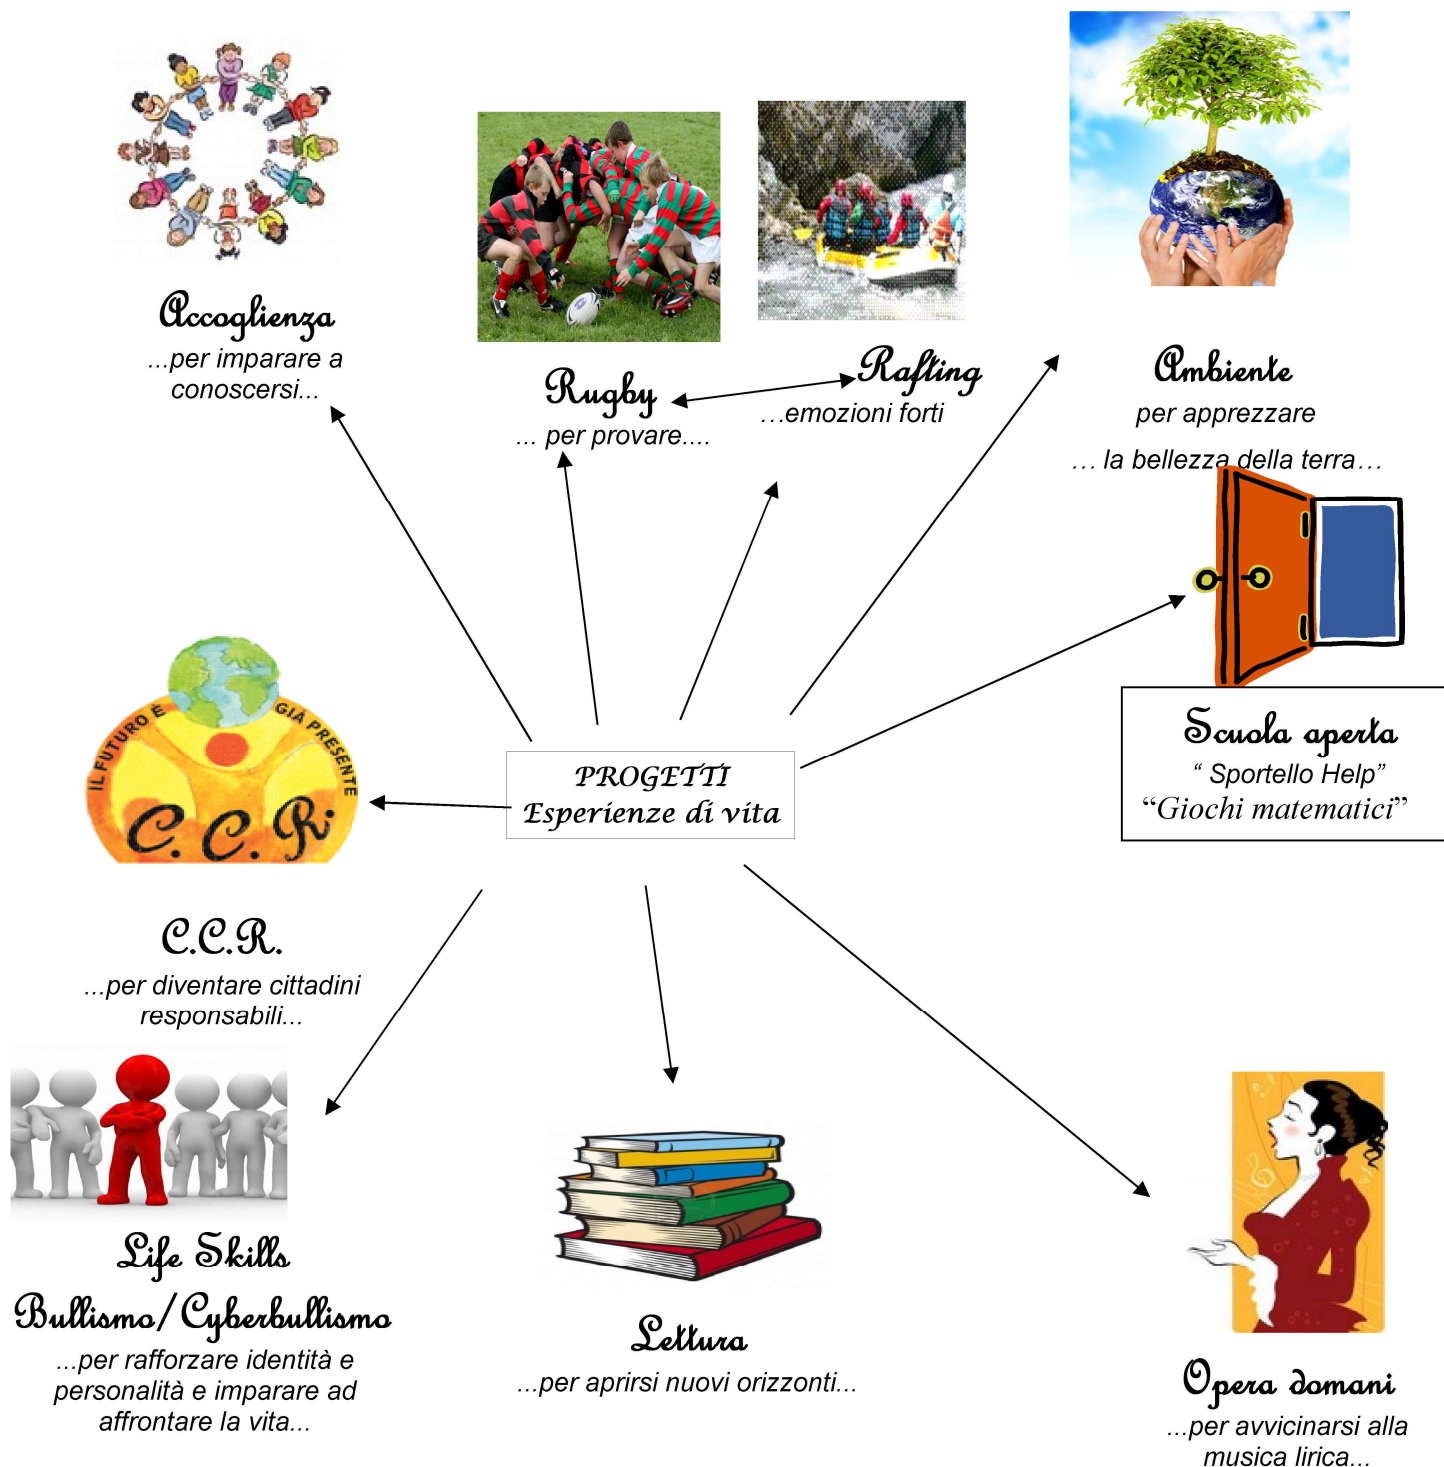 Accoglienza
...per imparare a
conoscersi...
Rugby
... per provare....
Rafting
...emozioni forti
Ambiente
per apprezzare
... la bellezza della terra...
IL FUTURO È GIÀ PRESENTE
C. C. R.
PROGETTI
Esperienze di vita
Scuola aperta
“ Sportello Help”
“Giochi matematici”
C.C.R.
...per diventare cittadini
responsabili...
Life Skills
Bullismo/Cyberbullismo
...per rafforzare identità e
personalità e imparare ad
affrontare la vita...
Lettura
...per aprirsi nuovi orizzonti...
Opera domani
...per avvicinarsi alla
musica lirica...